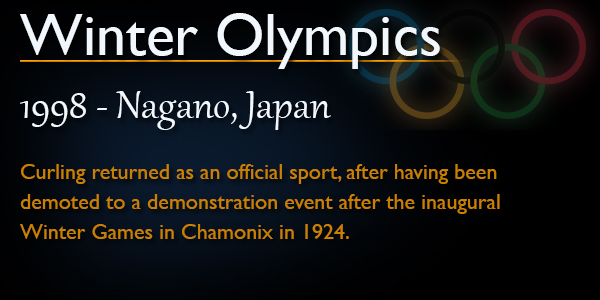 Winter Olympics
1998 - Nagano, Japan
Curling returned as an official sport, after having been
demoted to a demonstration event after the inaugural
Winter Games in Chamonix in 1924.